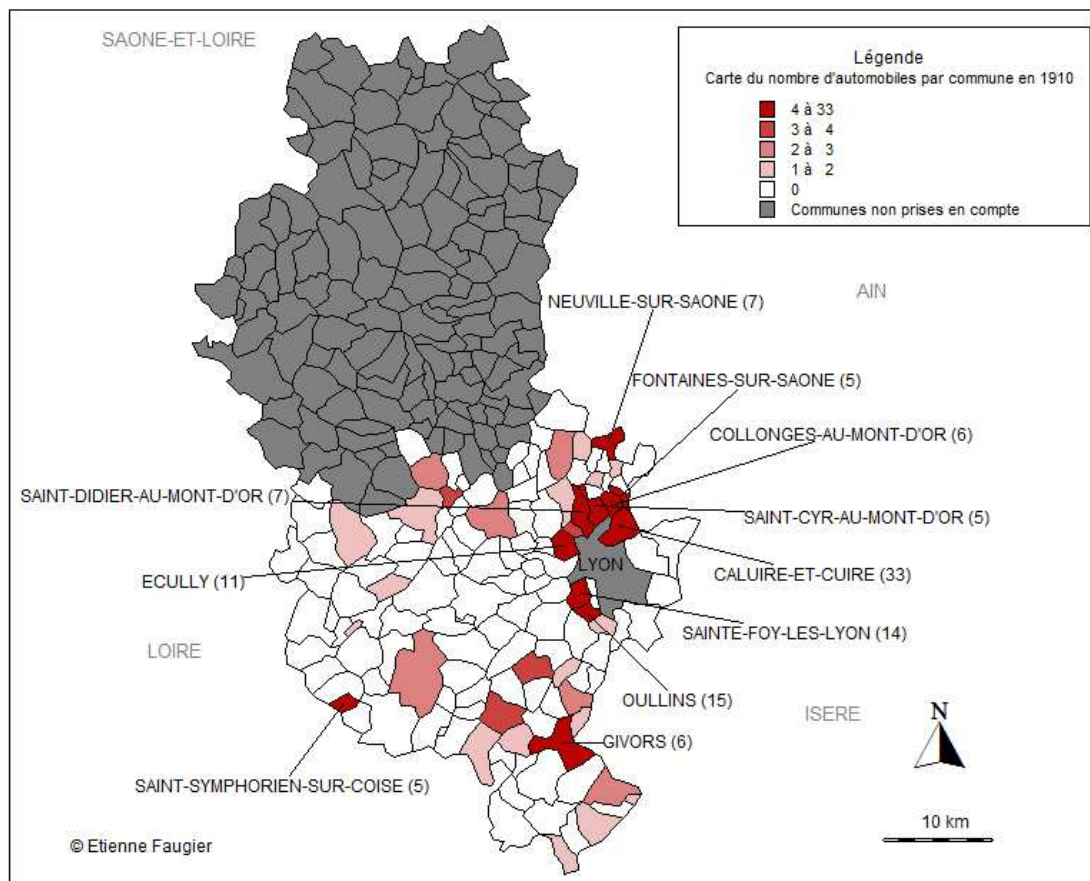 SAONE-ET-LOIRE
Légende
Carte du nombre d'automobiles par commune en 1910
4 à 33
3 à 4
2 à 3
1 à 2
0
Communes non prises en compte
AIN
NEUVILLE-SUR-SAONE (7)
FONTAINES-SUR-SAONE (5)
COLLONGES-AU-MONT-D'OR (6)
SAINT-DIDIER-AU-MONT-D'OR (7)
SAINT-CYR-AU-MONT-D'OR (5)
ECULLY (11)
LYON
CALUIRE-ET-CUIRE (33)
SAINTE-FOY-LES-LYON (14)
LOIRE
OULLINS (15)
ISERE
N
GIVORS (6)
SAINT-SYMPHORIEN-SUR-COISE (5)
10 km
© Etienne Faugier